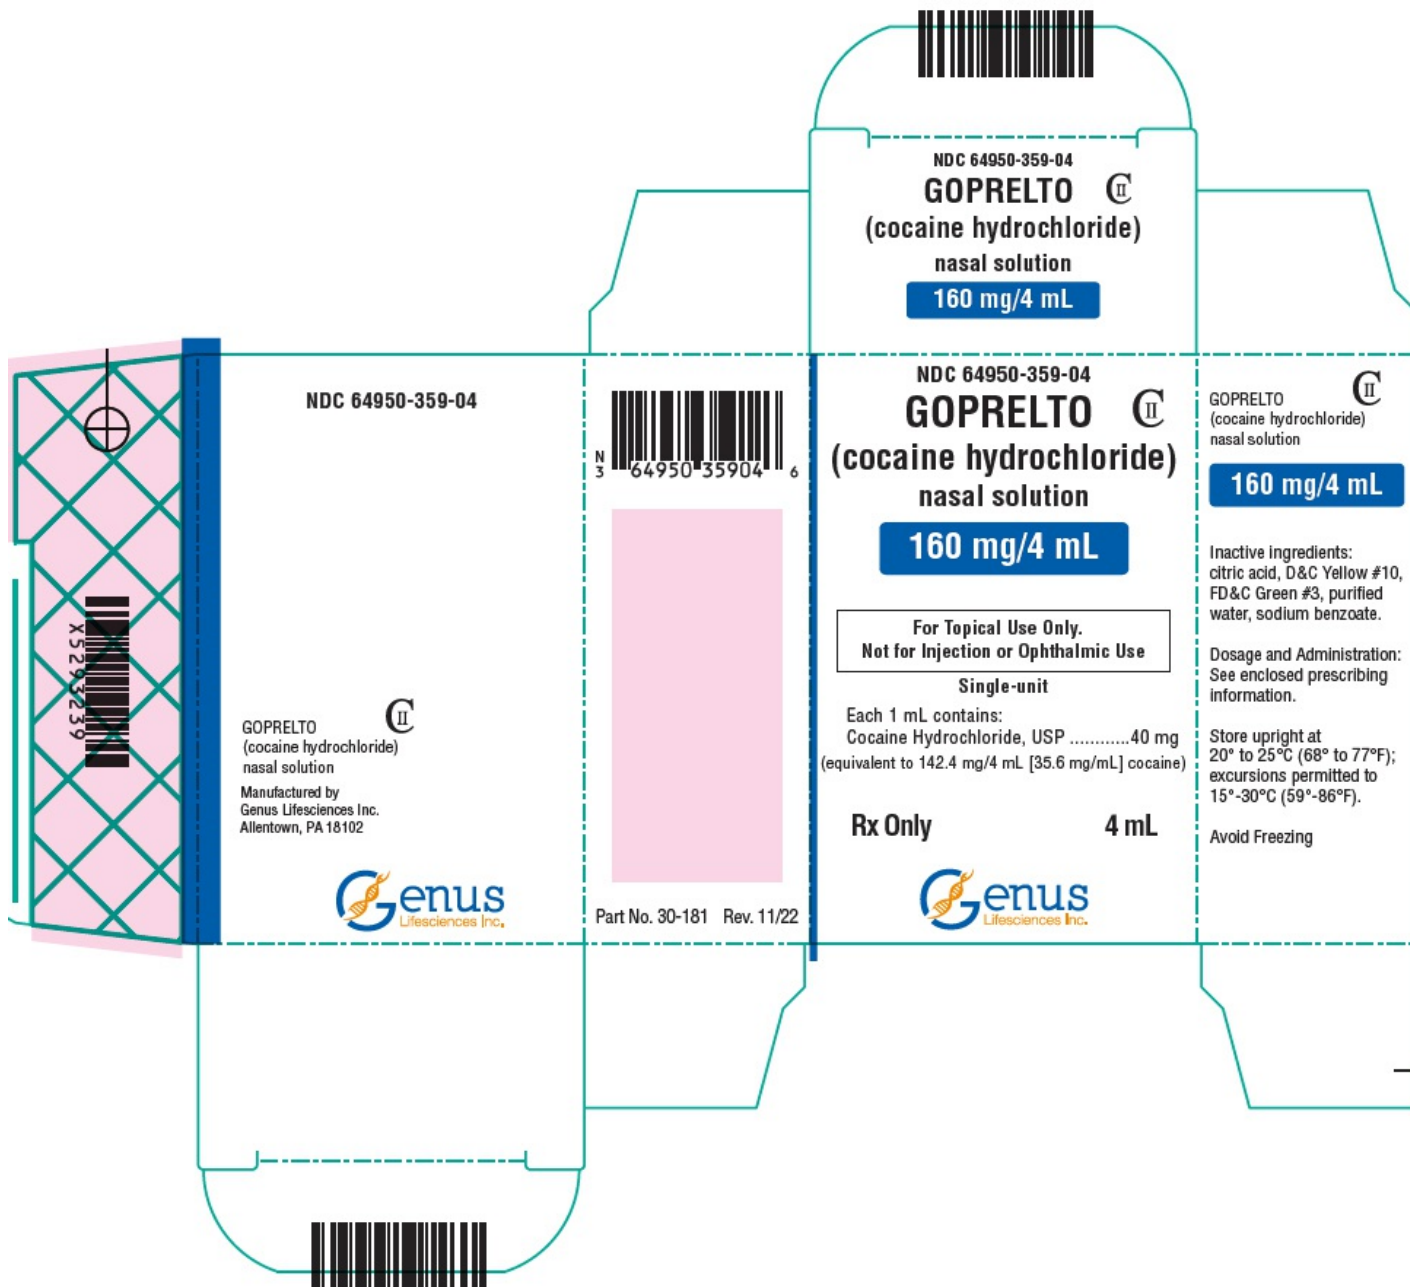 NDC 64950-359-04
GOPRELTO CII
(cocaine hydrochloride)
nasal solution
160 mg/4 mL
X5293239
NDC 64950-359-04
GOPRELTO CII
(cocaine hydrochloride)
nasal solution
Manufactured by
Genus Lifesciences Inc.
Allentown, PA 18102
Genus
Lifesciences Inc.
N
3 64950 35904 6
Part No. 30-181 Rev. 11/22
NDC 64950-359-04
GOPRELTO CII
(cocaine hydrochloride)
nasal solution
160 mg/4 mL
For Topical Use Only.
Not for Injection or Ophthalmic Use
Single-unit
Each 1 mL contains:
Cocaine Hydrochloride, USP ............40 mg
(equivalent to 142.4 mg/4 mL [35.6 mg/mL] cocaine)
Rx Only 4 mL
Genus
Lifesciences Inc.
GOPRELTO CII
(cocaine hydrochloride)
nasal solution
160 mg/4 mL
Inactive ingredients:
citric acid, D&C Yellow #10,
FD&C Green #3, purified
water, sodium benzoate.
Dosage and Administration:
See enclosed prescribing
information.
Store upright at
20° to 25°C (68° to 77°F);
excursions permitted to
15°-30°C (59°-86°F).
Avoid Freezing